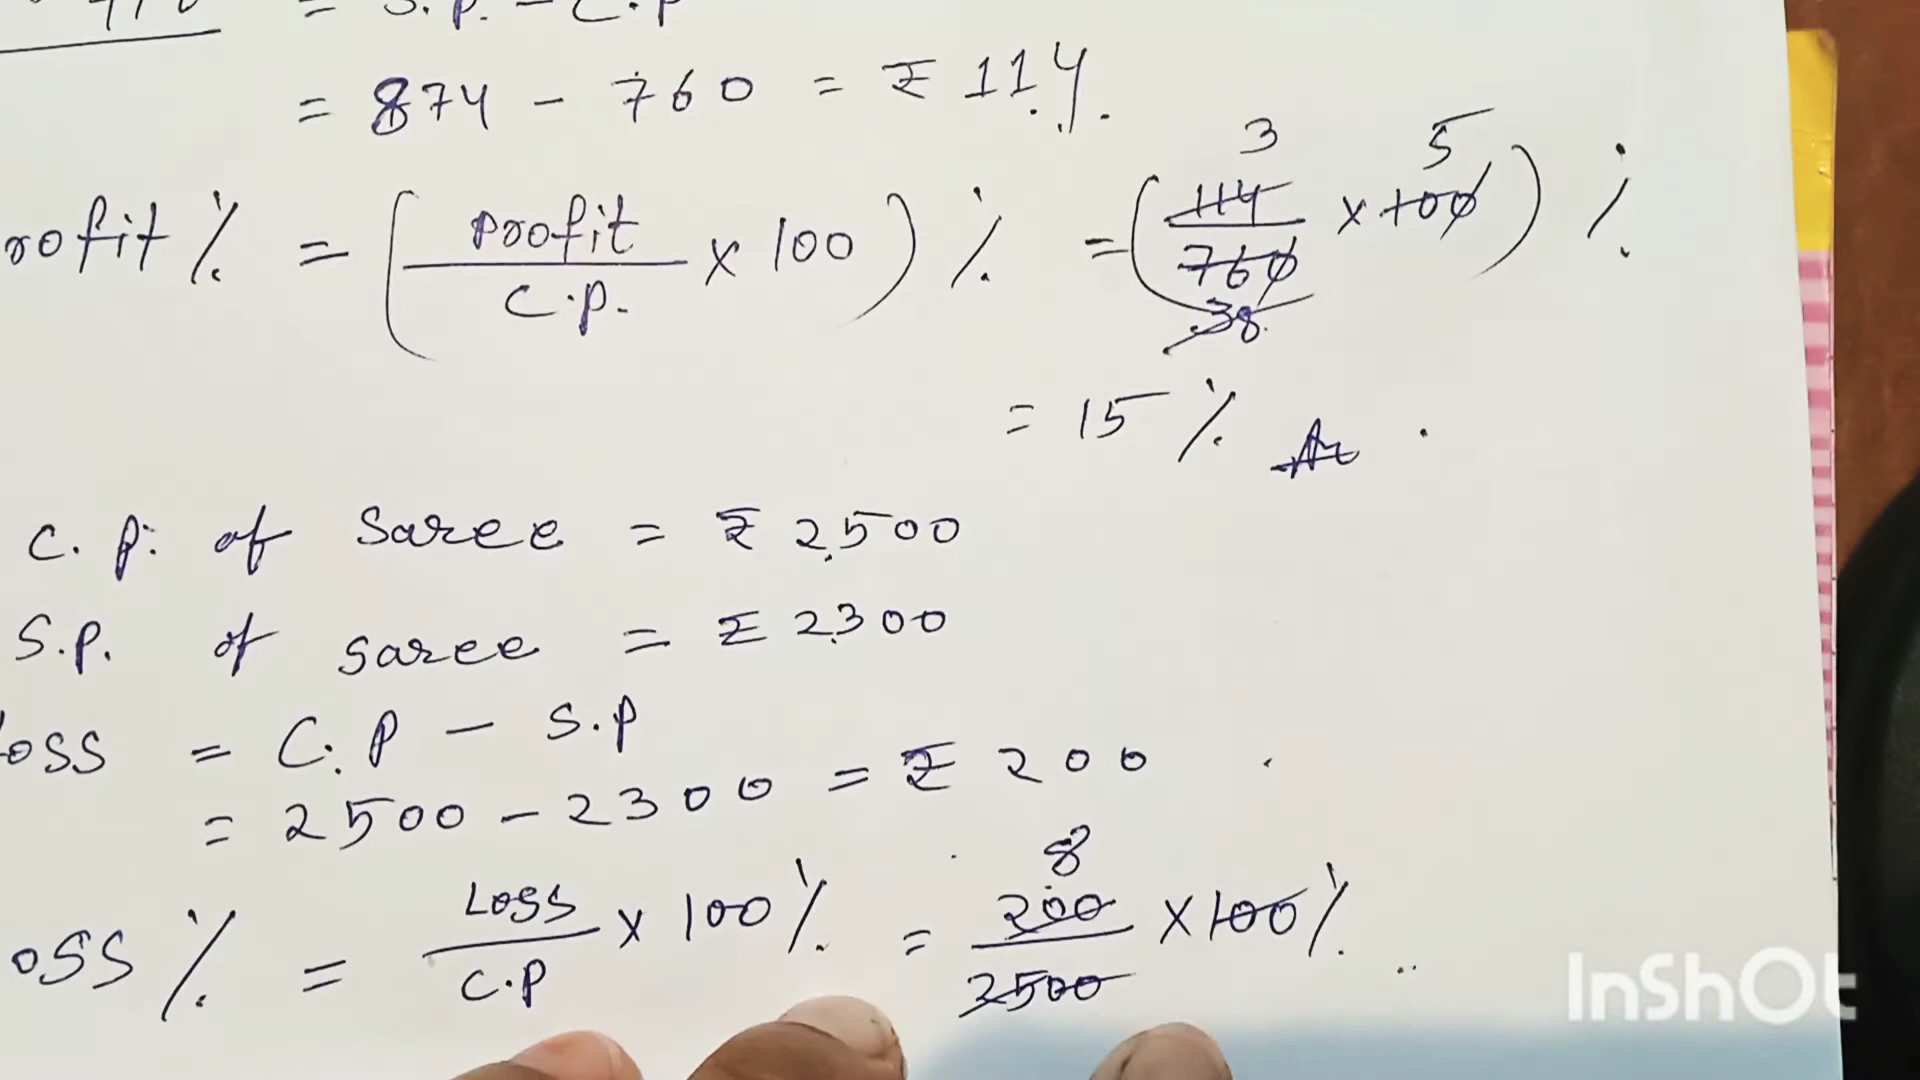 = S.P. - C.P
= 874 - 760 = ₹ 114.
rofit % = (Profit / C.P. × 100) % = (114 / 760 × 100) %
3 5
38
= 15 % Ans.
C.P. of Saree = ₹ 2500
S.P. of Saree = ₹ 2300
Loss = C.P - S.P
= 2500 - 2300 = ₹ 200
8
oss % = Loss / C.P × 100 % = 200 / 2500 × 100 %
InShOt